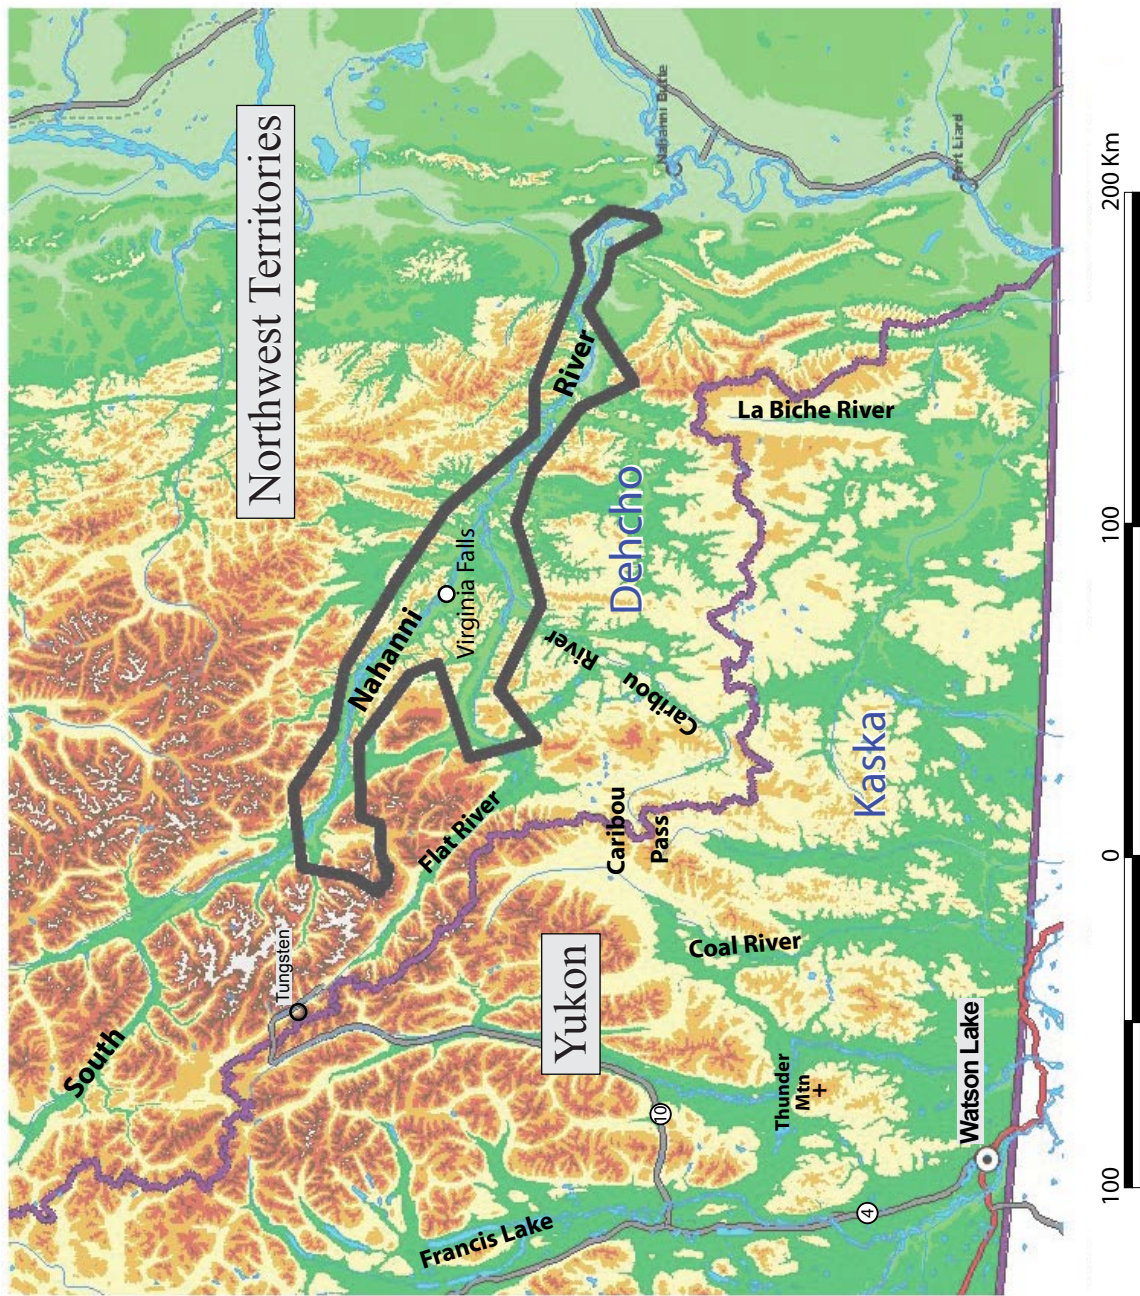 Northwest Territories
Nahanni Butte
Fort Liard
South
Nahanni
River
Virginia Falls
Tungsten
Flat River
Caribou
River
Caribou
Pass
Dehcho
Kaska
La Biche River
Coal River
Yukon
Thunder
Mtn
10
4
Francis Lake
Watson Lake
100
0
100
200 Km